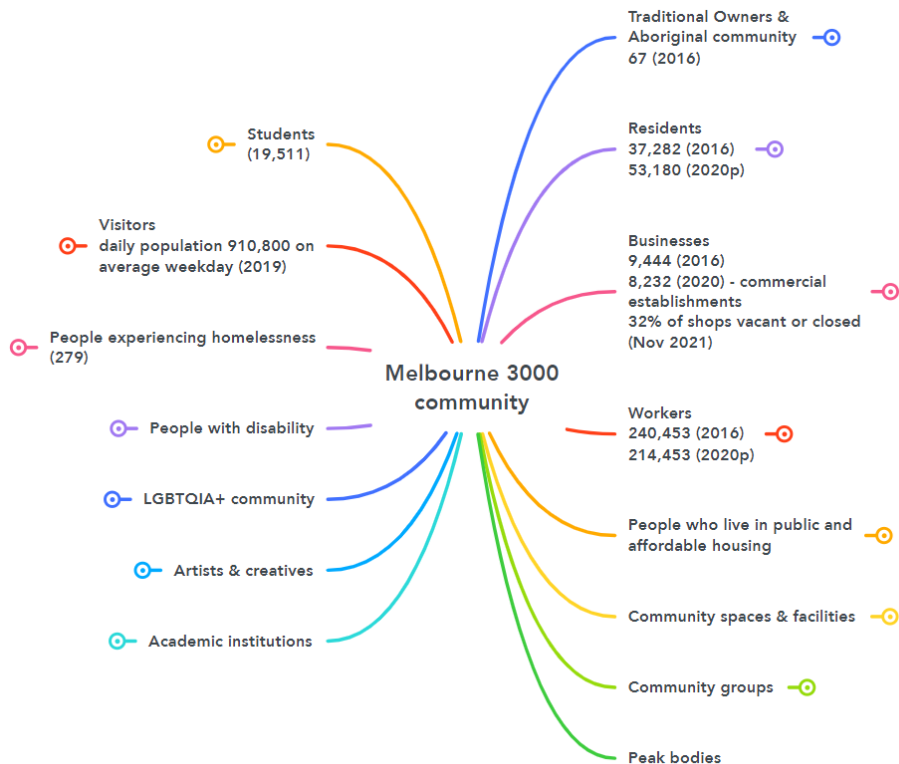 Melbourne 3000
community
Traditional Owners &
Aboriginal community
67 (2016)
Residents
37,282 (2016)
53,180 (2020p)
Businesses
9,444 (2016)
8,232 (2020) - commercial
establishments
32% of shops vacant or closed
(Nov 2021)
Workers
240,453 (2016)
214,453 (2020p)
People who live in public and
affordable housing
Community spaces & facilities
Community groups
Peak bodies
Students
(19,511)
Visitors
daily population 910,800 on
average weekday (2019)
People experiencing homelessness
(279)
People with disability
LGBTQIA+ community
Artists & creatives
Academic institutions